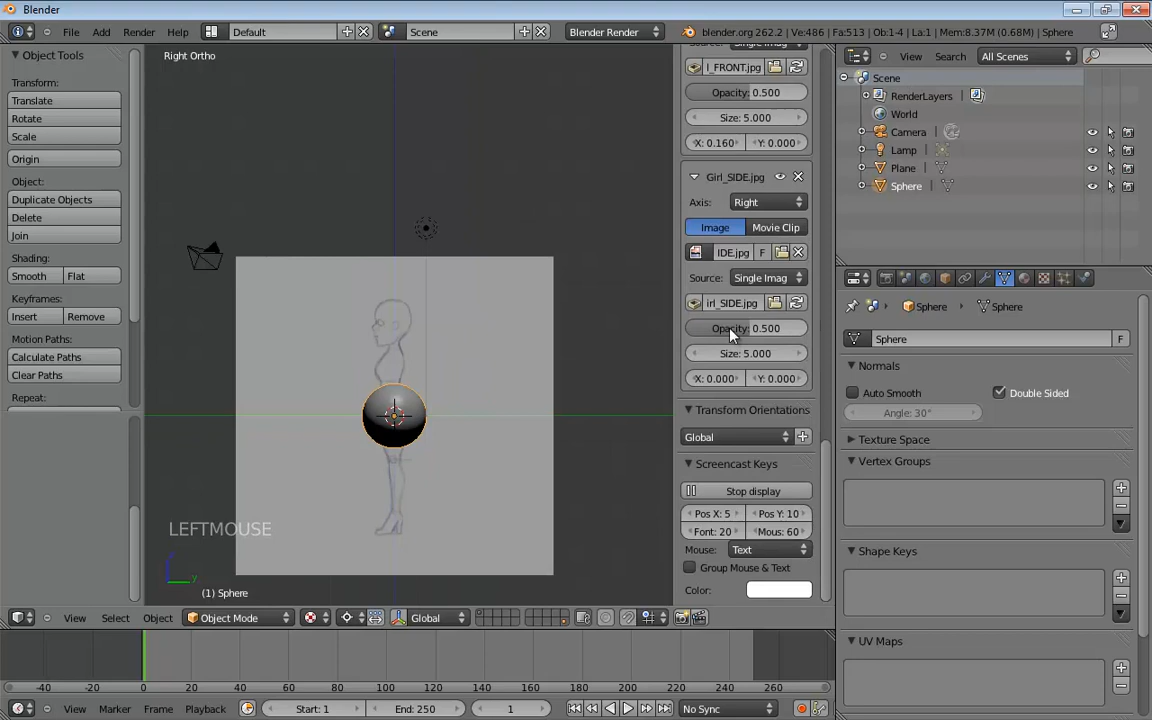 Blender
File Add Render Help Default Scene Blender Render blender.org 262.2 | Ve:486 | Fa:513 | Ob:1-4 | La:1 | Mem:8.37M (0.68M) | Sphere
Object Tools
Transform:
Translate
Rotate
Scale
Origin
Object:
Duplicate Objects
Delete
Join
Shading:
Smooth Flat
Keyframes:
Insert Remove
Motion Paths:
Calculate Paths
Clear Paths
Repeat:
Right Ortho
LEFTMOUSE
z
y
(1) Sphere
l_FRONT.jpg
Opacity: 0.500
Size: 5.000
X: 0.160 Y: 0.000
Girl_SIDE.jpg
Axis: Right
Image Movie Clip
IDE.jpg F
Source: Single Imag
irl_SIDE.jpg
Opacity: 0.500
Size: 5.000
X: 0.000 Y: 0.000
Transform Orientations
Global
Screencast Keys
Stop display
Pos X: 5 Pos Y: 10
Font: 20 Mous: 60
Mouse: Text
Group Mouse & Text
Color:
View Search All Scenes
Scene
RenderLayers
World
Camera
Lamp
Plane
Sphere
Sphere Sphere
Sphere F
Normals
Auto Smooth Double Sided
Angle: 30°
Texture Space
Vertex Groups
Shape Keys
UV Maps
View Select Object Object Mode Global
-40 -20 0 20 40 60 80 100 120 140 160 180 200 220 240 260
View Marker Frame Playback Start: 1 End: 250 1 No Sync